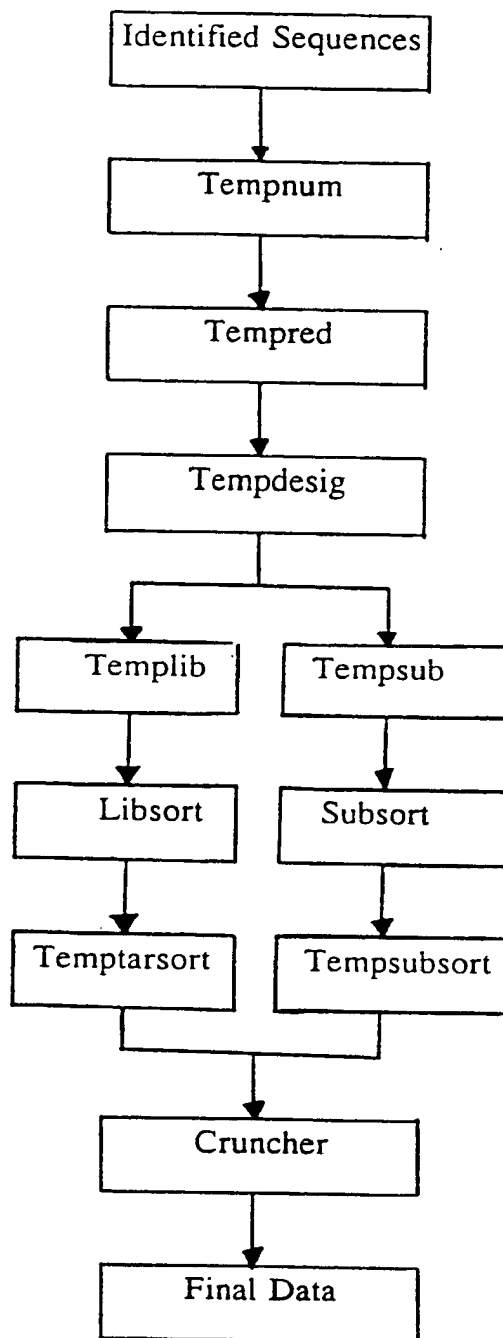 Identified Sequences
Tempnum
Tempred
Tempdesig
Templib
Tempsub
Libsort
Subsort
Temptarsort
Tempsubsort
Cruncher
Final Data